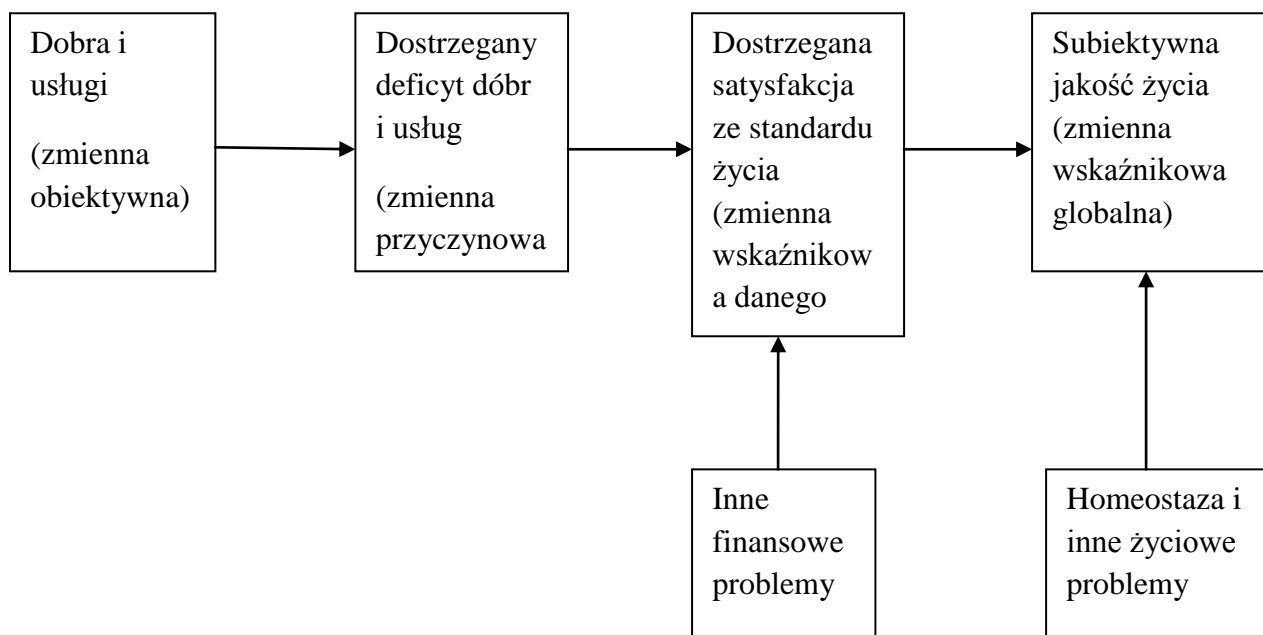 Dobra i
usługi
(zmienna
obiektywna)
Dostrzegany
deficyt dóbr
i usług
(zmienna
przyczynowa
Dostrzegana
satysfakcja
ze standardu
życia
(zmienna
wskaźnikow
a danego
Subiektywna
jakość życia
(zmienna
wskaźnikowa
globalna)
Inne
finansowe
problemy
Homeostaza i
inne życiowe
problemy